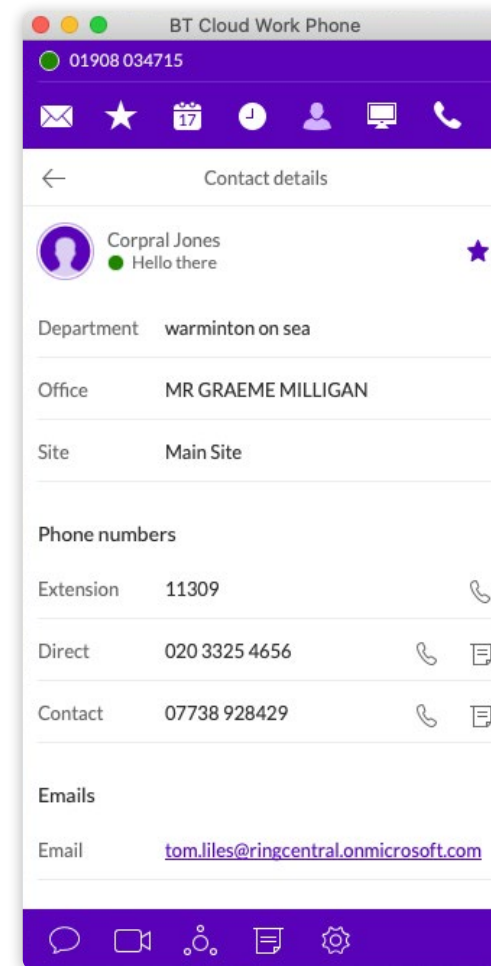 BT Cloud Work Phone
01908 034715
17
Contact details
Corpral Jones
Hello there
Department warminton on sea
Office MR GRAEME MILLIGAN
Site Main Site
Phone numbers
Extension 11309
Direct 020 3325 4656
Contact 07738 928429
Emails
Email tom.liles@ringcentral.onmicrosoft.com